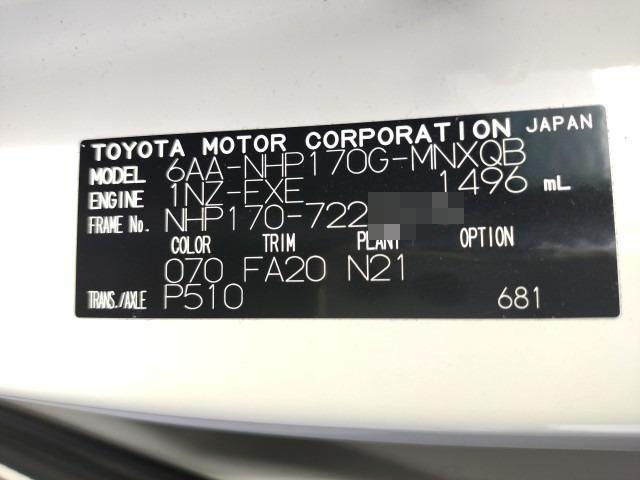 TOYOTA MOTOR CORPORATION JAPAN
MODEL 6AA-NHP170G-MNXQB
ENGINE 1NZ-FXE 1496 mL
FRAME No. NHP170-722
COLOR TRIM PLANT OPTION
070 FA20 N21
TRANS./AXLE P510 681